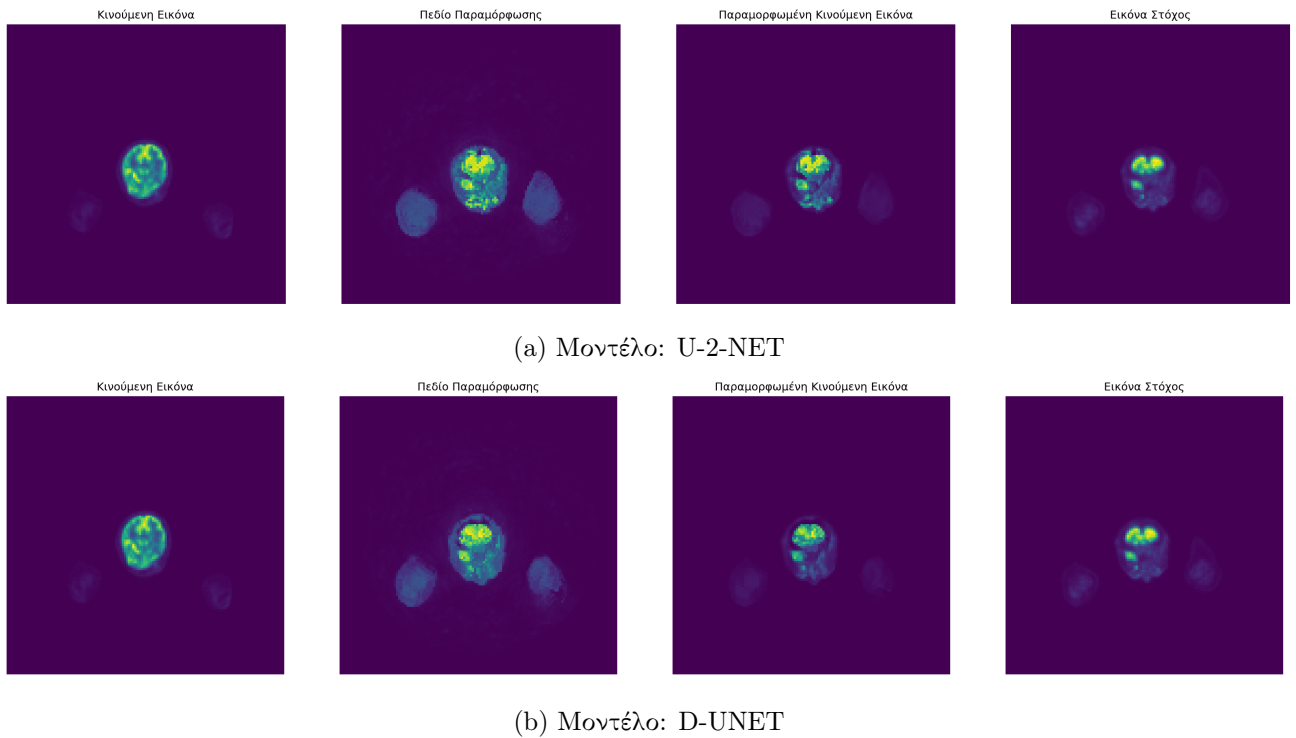 Κινούμενη Εικόνα Πεδίο Παραμόρφωσης Παραμορφωμένη Κινούμενη Εικόνα Εικόνα Στόχος
(a) Μοντέλο: U-2-NET
Κινούμενη Εικόνα Πεδίο Παραμόρφωσης Παραμορφωμένη Κινούμενη Εικόνα Εικόνα Στόχος
(b) Μοντέλο: D-UNET